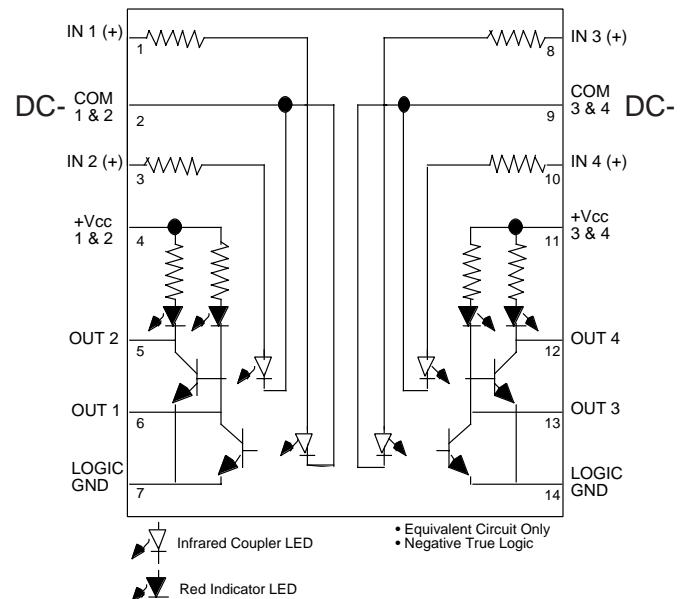 IN 1 (+)
1
DC-
COM
1 & 2
2
IN 2 (+)
3
+Vcc
1 & 2
4
OUT 2
5
OUT 1
6
LOGIC
GND
7
IN 3 (+)
8
COM
3 & 4
DC-
9
IN 4 (+)
10
+Vcc
3 & 4
11
OUT 4
12
OUT 3
13
LOGIC
GND
14
Infrared Coupler LED
Red Indicator LED
• Equivalent Circuit Only
• Negative True Logic